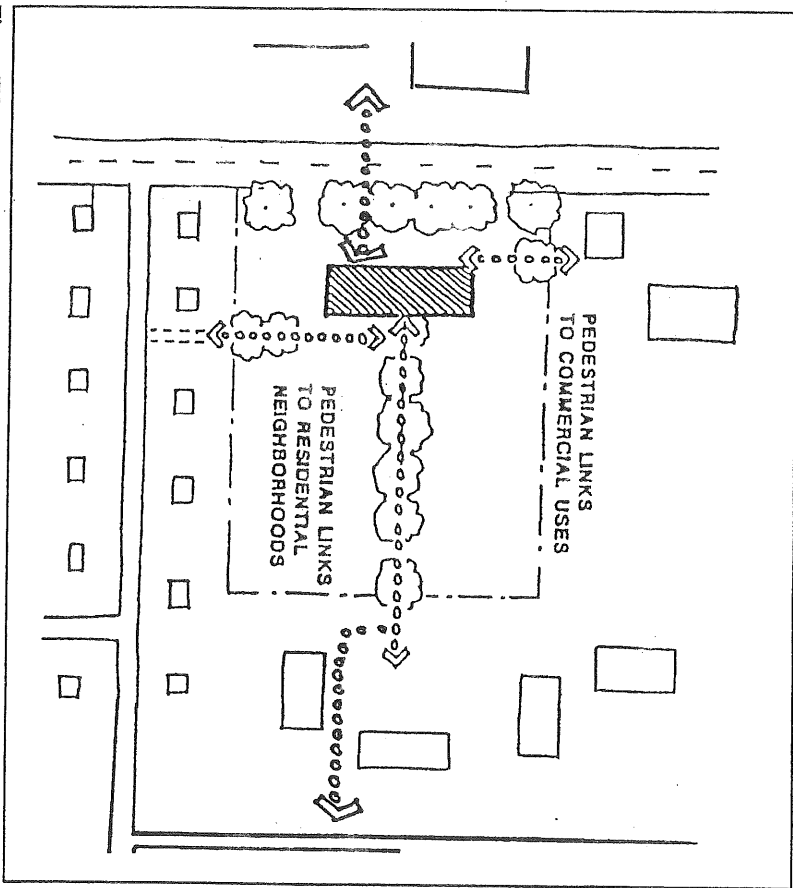 PEDESTRIAN LINKS
TO COMMERCIAL USES
PEDESTRIAN LINKS
TO RESIDENTIAL
NEIGHBORHOODS